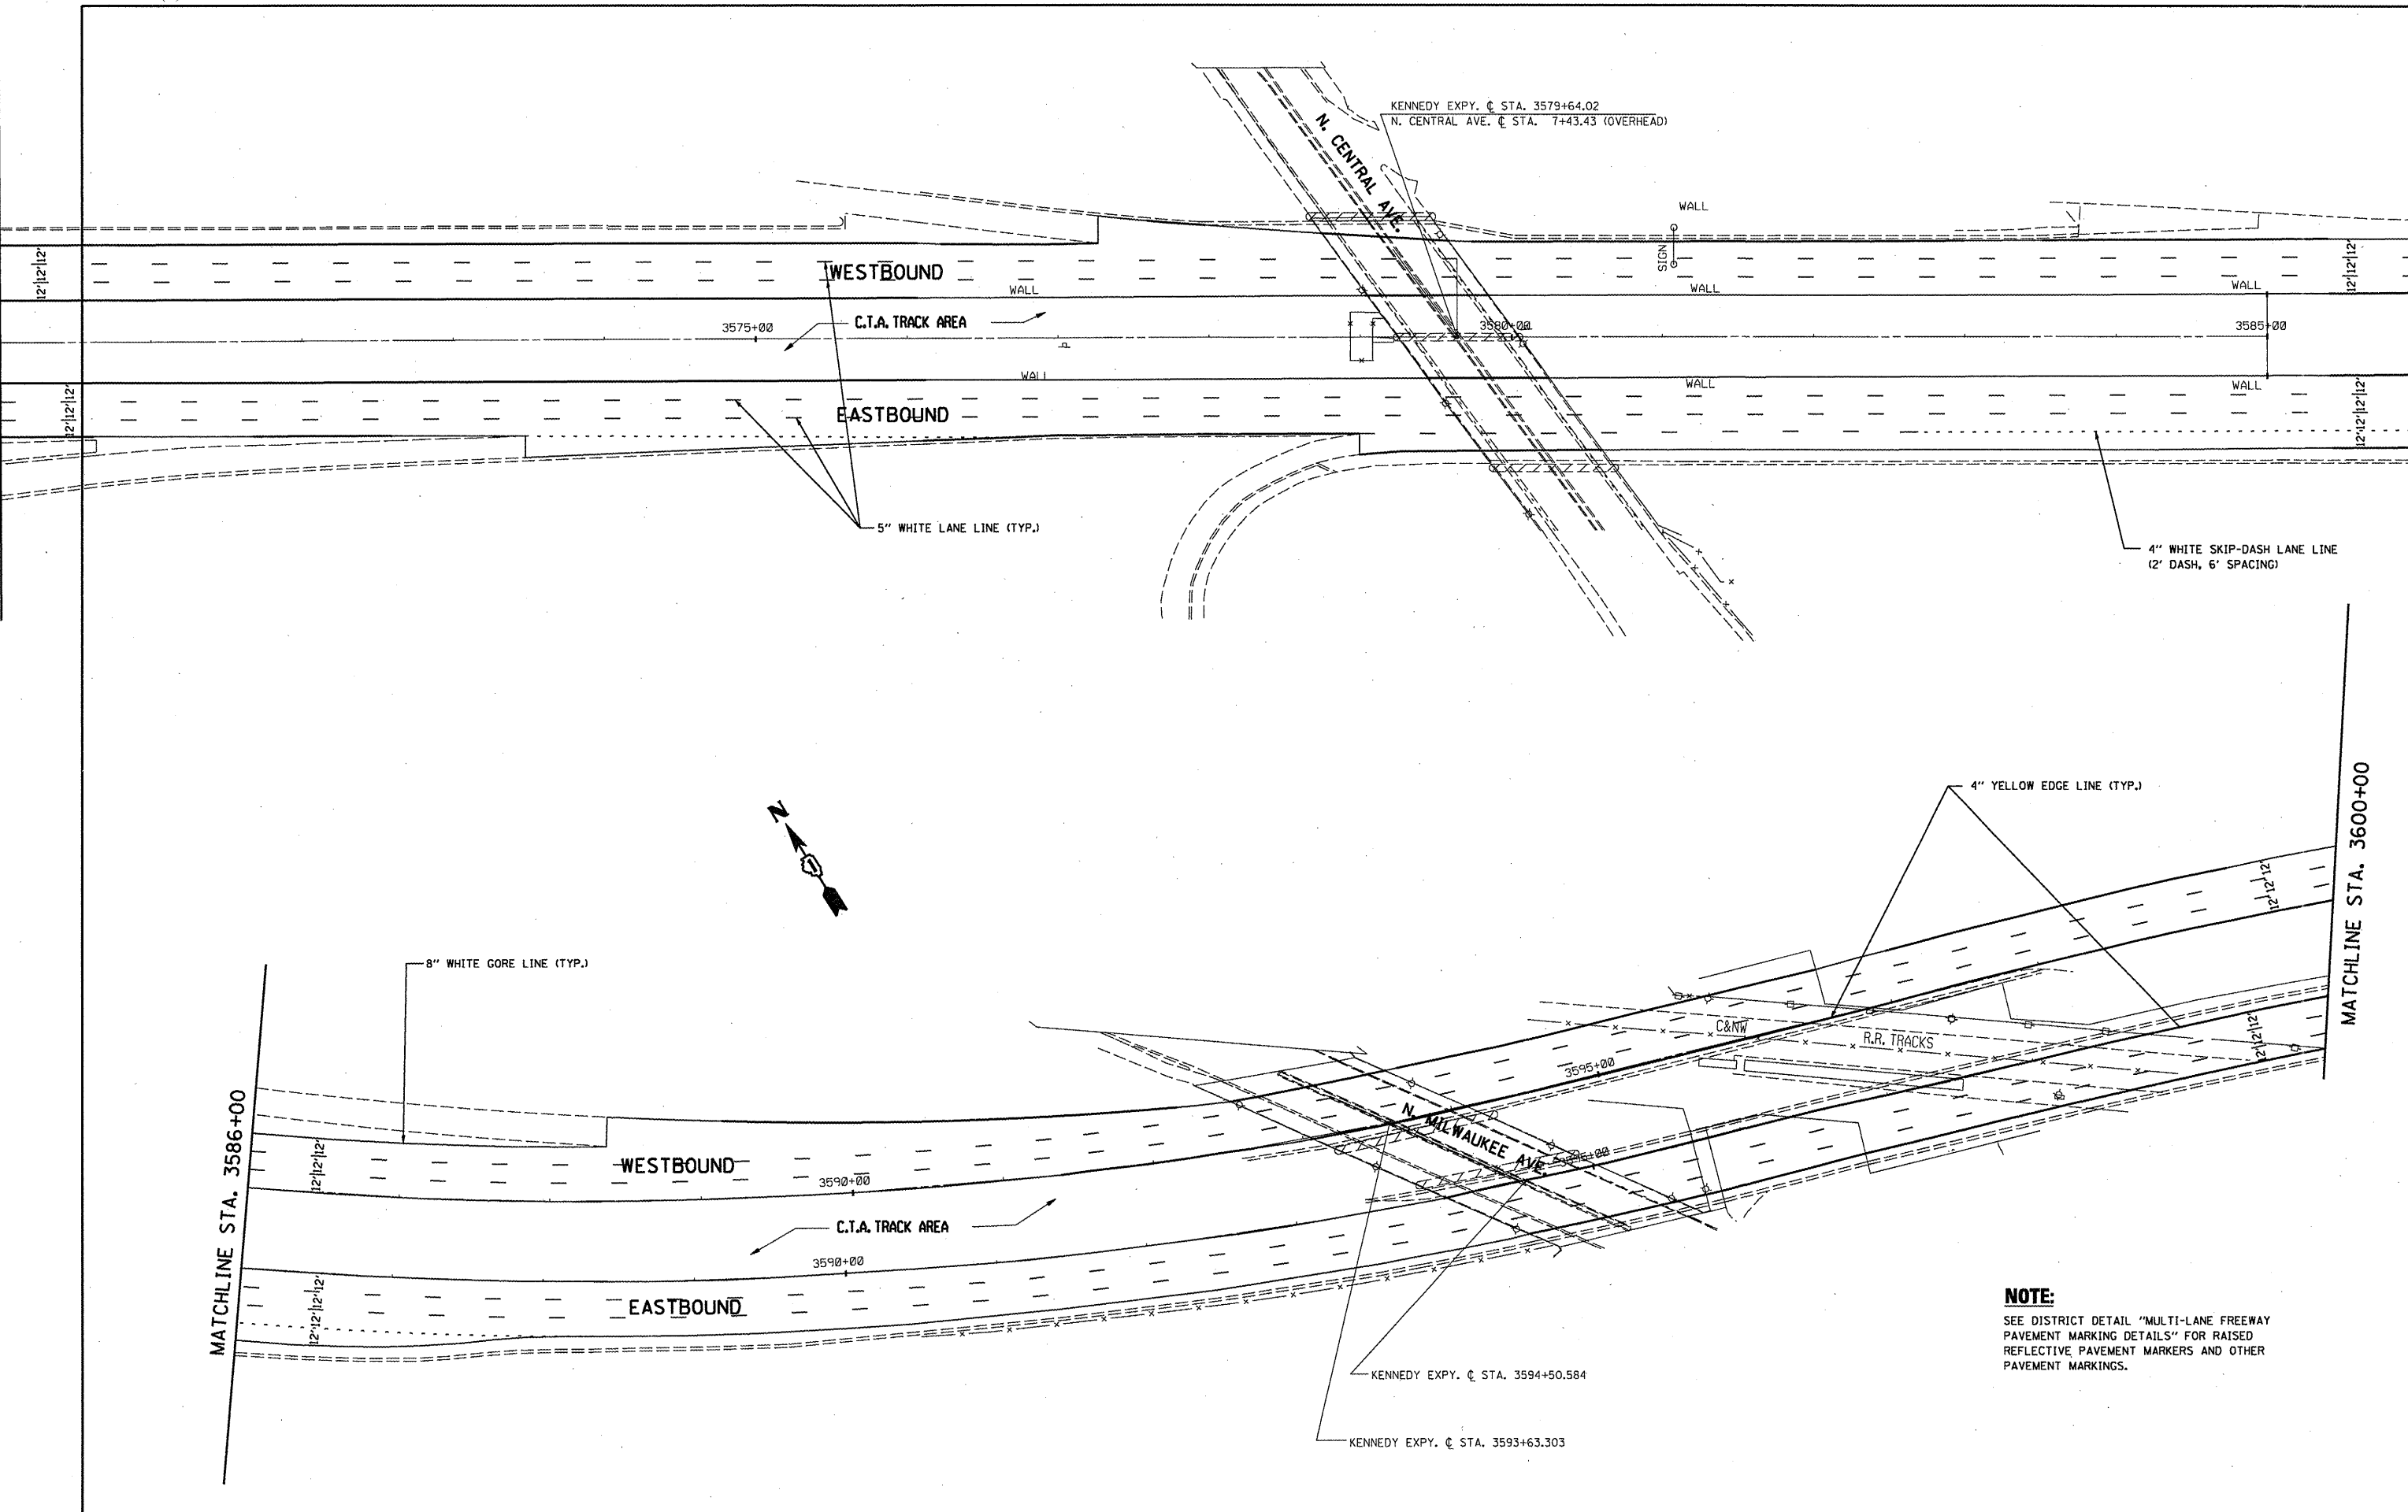 KENNEDY EXPY. ℄ STA. 3579+64.02
N. CENTRAL AVE. ℄ STA. 7+43.43 (OVERHEAD)
N. CENTRAL AVE.
WALL
SIGN
12'|12'|12'
WESTBOUND
12'|12'|12'
WALL
WALL
WALL
3575+00
C.T.A. TRACK AREA
3580+00
3585+00
WALL
WALL
WALL
12'|12'|12'
EASTBOUND
12'|12'|12'
5" WHITE LANE LINE (TYP.)
4" WHITE SKIP-DASH LANE LINE
(2' DASH, 6' SPACING)
N
4" YELLOW EDGE LINE (TYP.)
MATCHLINE STA. 3600+00
8" WHITE GORE LINE (TYP.)
12'|12'|12'
C&NW
R.R. TRACKS
12'|12'|12'
3595+00
N. MILWAUKEE AVE.
3595+00
MATCHLINE STA. 3586+00
12'|12'|12'
WESTBOUND
3590+00
C.T.A. TRACK AREA
3590+00
12'|12'|12'
EASTBOUND
KENNEDY EXPY. ℄ STA. 3594+50.584
KENNEDY EXPY. ℄ STA. 3593+63.303
NOTE:
SEE DISTRICT DETAIL "MULTI-LANE FREEWAY
PAVEMENT MARKING DETAILS" FOR RAISED
REFLECTIVE PAVEMENT MARKERS AND OTHER
PAVEMENT MARKINGS.